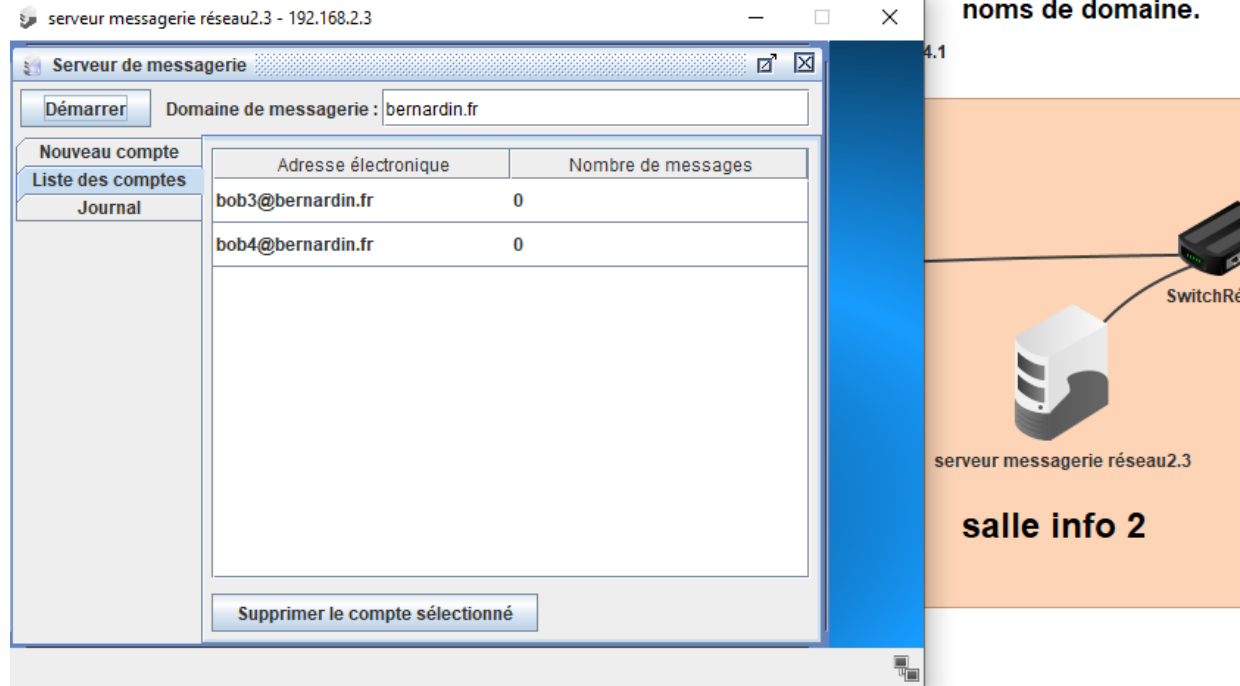 serveur messagerie réseau2.3 - 192.168.2.3
noms de domaine.
4.1
Serveur de messagerie
Démarrer Domaine de messagerie : bernardin.fr
Nouveau compte
Liste des comptes
Journal
Adresse électronique Nombre de messages
bob3@bernardin.fr 0
bob4@bernardin.fr 0
Supprimer le compte sélectionné
SwitchRé
serveur messagerie réseau2.3
salle info 2